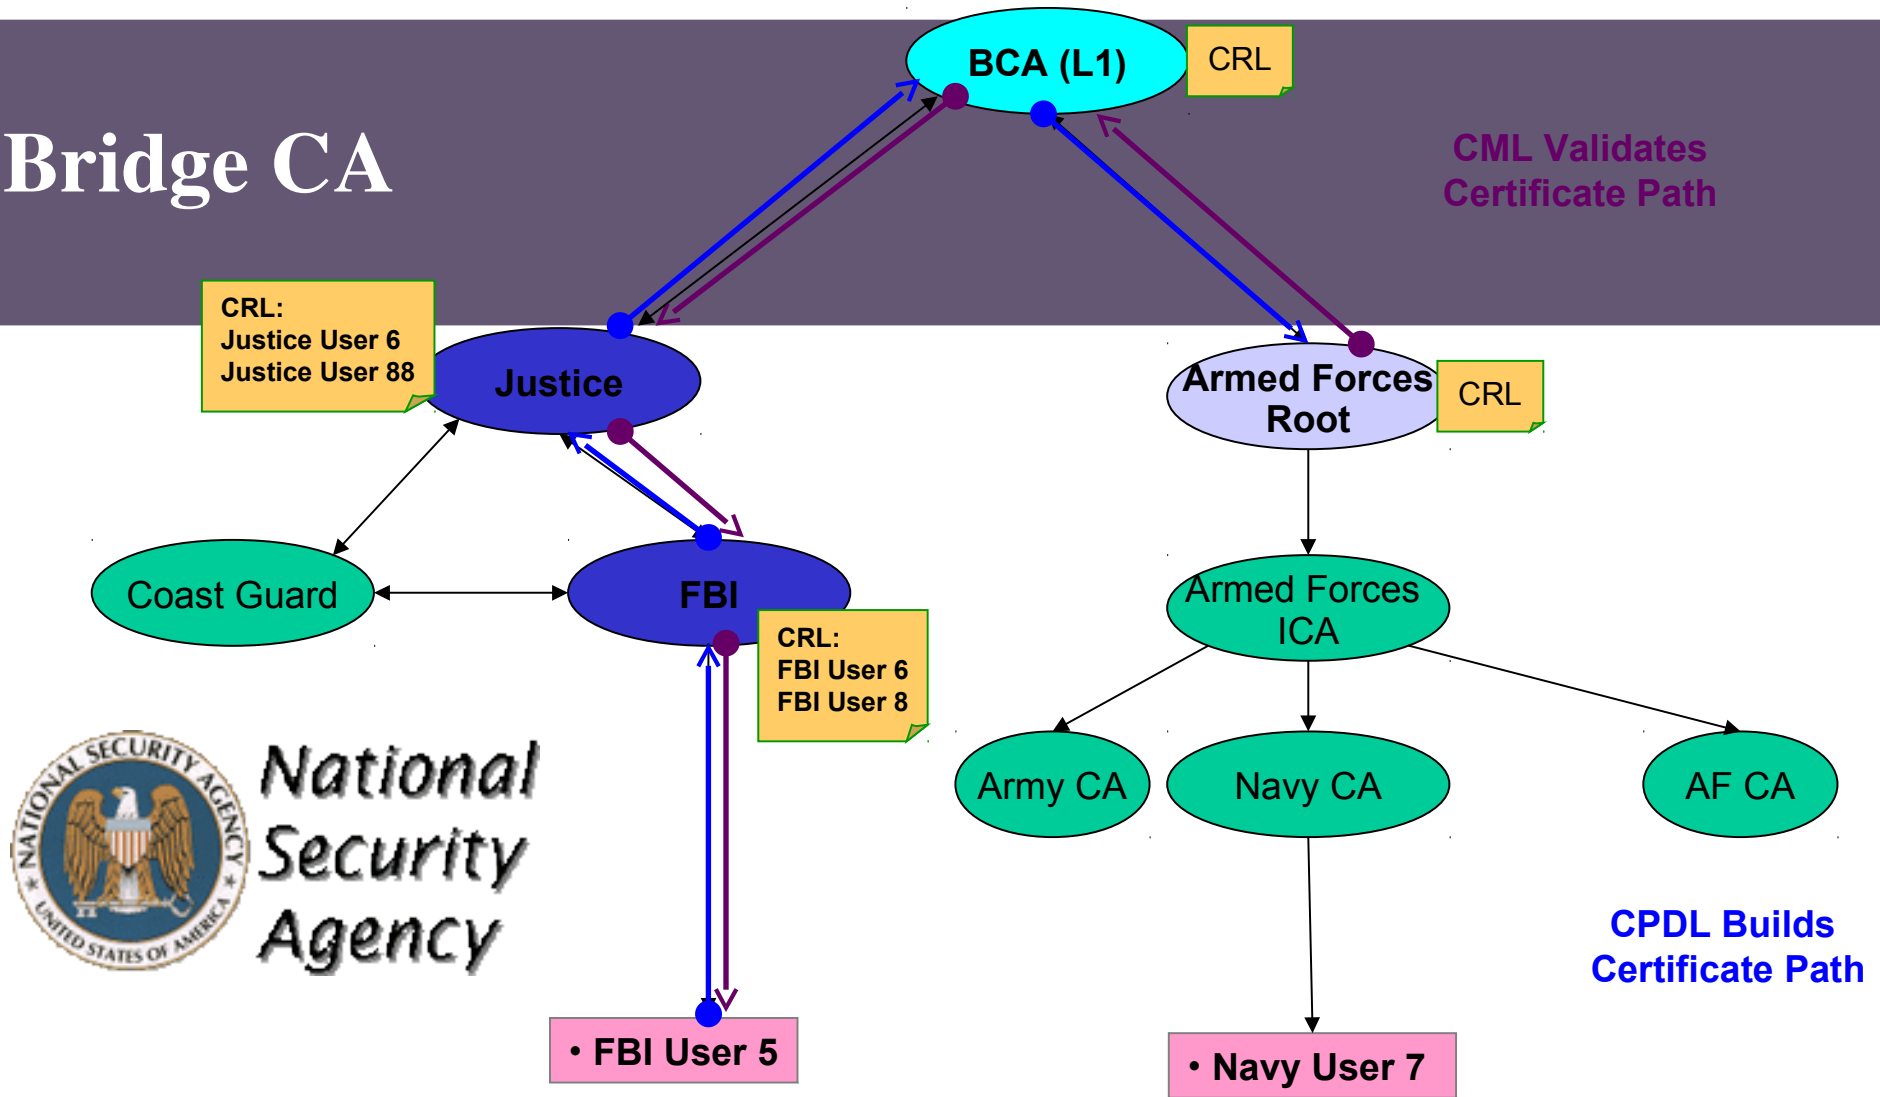 BCA (L1)
CRL
Bridge CA
CML Validates
Certificate Path
CRL:
Justice User 6
Justice User 88
Justice
Armed Forces
Root
CRL
Coast Guard
FBI
CRL:
FBI User 6
FBI User 8
Armed Forces
ICA
Army CA
Navy CA
AF CA
NATIONAL SECURITY AGENCY
UNITED STATES OF AMERICA
National
Security
Agency
CPDL Builds
Certificate Path
• FBI User 5
• Navy User 7